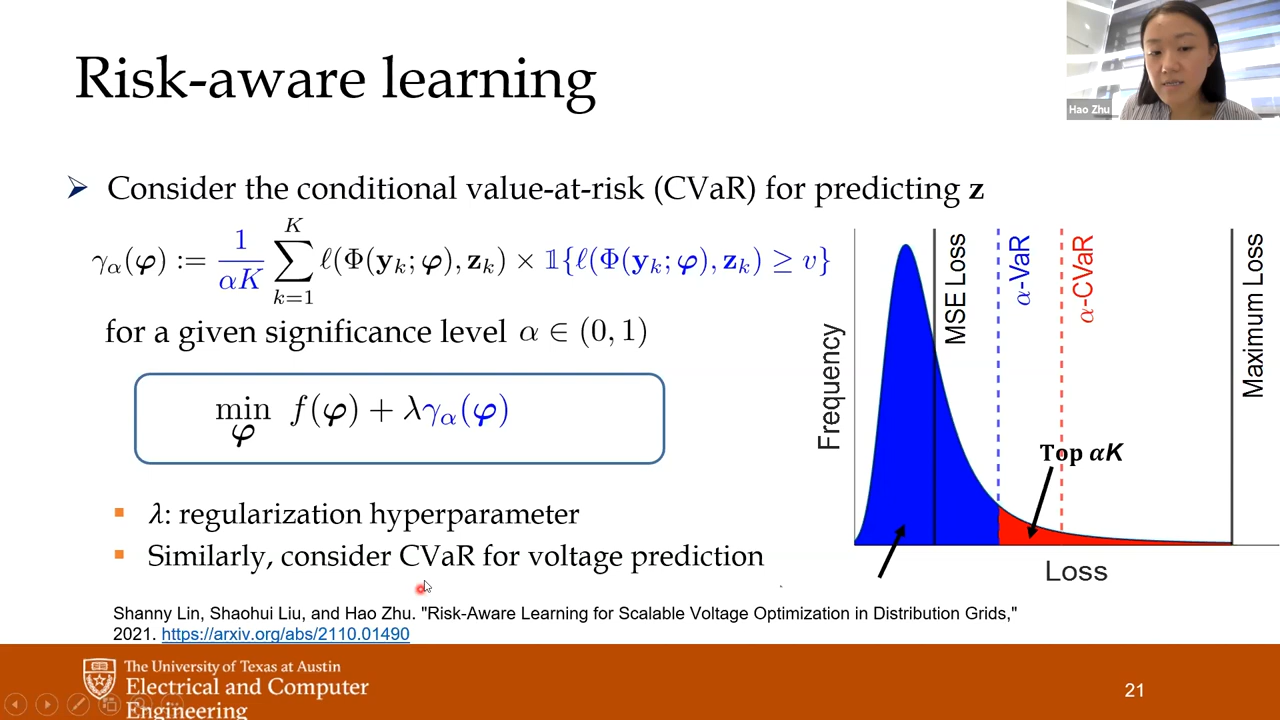 Risk-aware learning
Hao Zhu
➢ Consider the conditional value-at-risk (CVaR) for predicting z
γ_α(φ) := 1/(αK) ∑_{k=1}^{K} ℓ(Φ(y_k; φ), z_k) × 𝟙{ℓ(Φ(y_k; φ), z_k) ≥ v}
for a given significance level α ∈ (0, 1)
min_φ f(φ) + λγ_α(φ)
▪ λ: regularization hyperparameter
▪ Similarly, consider CVaR for voltage prediction
Frequency
MSE Loss
α-VaR
α-CVaR
Maximum Loss
Top αK
Loss
Shanny Lin, Shaohui Liu, and Hao Zhu. "Risk-Aware Learning for Scalable Voltage Optimization in Distribution Grids,"
2021. https://arxiv.org/abs/2110.01490
The University of Texas at Austin
Electrical and Computer
Engineering
21